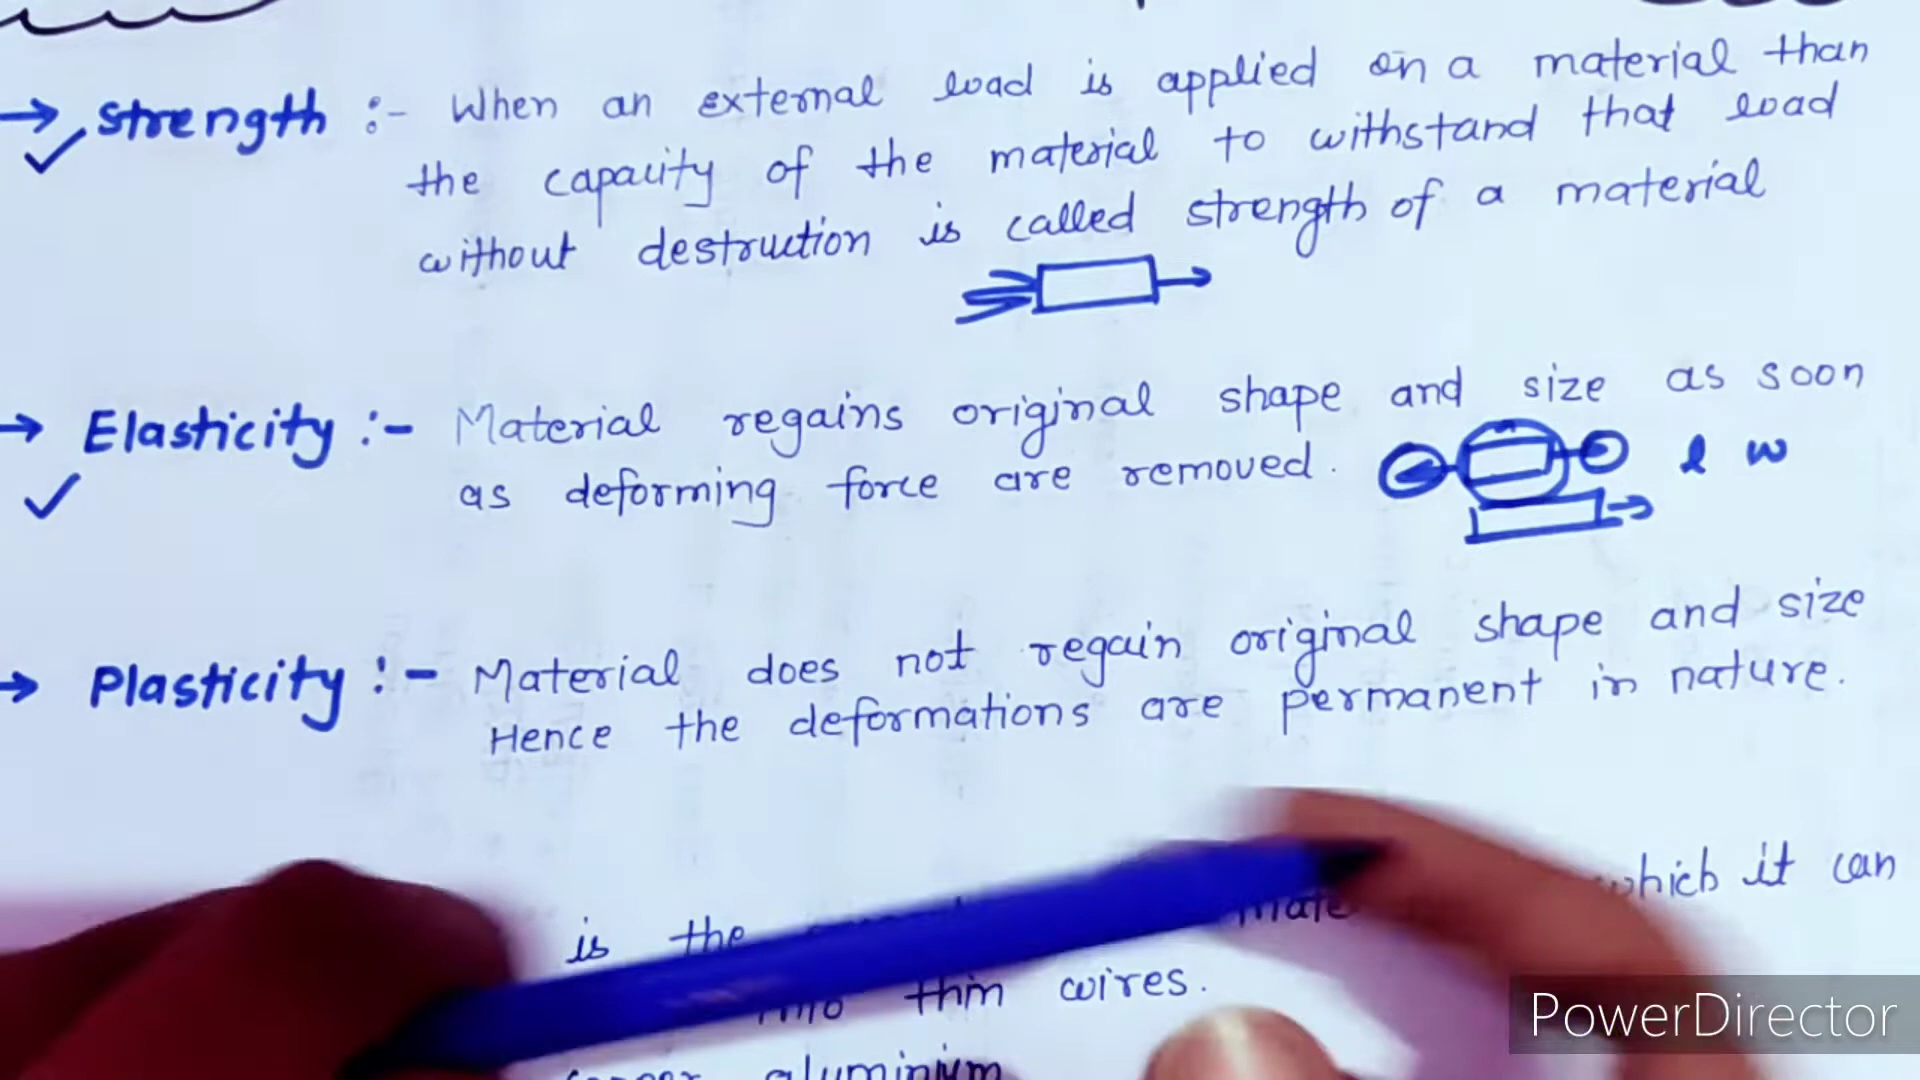 → Strength :- When an external load is applied on a material than
the capacity of the material to withstand that load
without destruction is called strength of a material
→ Elasticity :- Material regains original shape and size as soon
as deforming force are removed. l w
→ Plasticity :- Material does not regain original shape and size
Hence the deformations are permanent in nature.
is the which it can
thin wires.
aluminium
PowerDirector